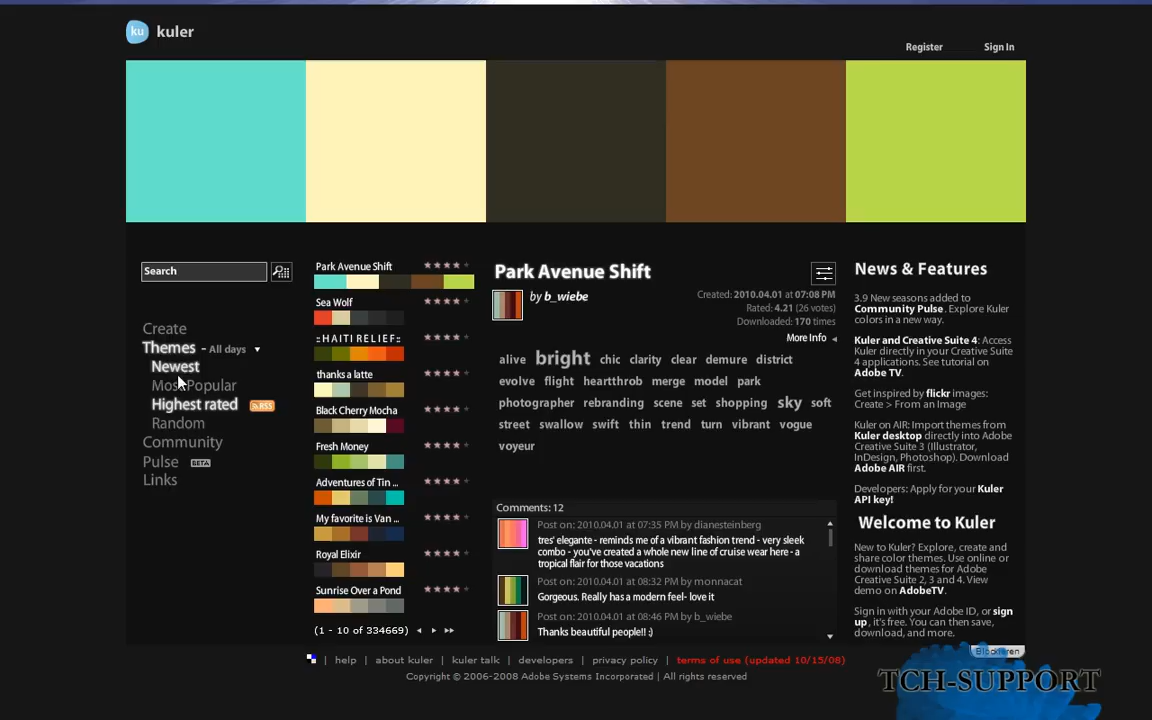 ku kuler
Register Sign In
Search
Create
Themes - All days
Newest
Most Popular
Highest rated RSS
Random
Community
Pulse BETA
Links
Park Avenue Shift
Sea Wolf
::HAITI RELIEF::
thanks a latte
Black Cherry Mocha
Fresh Money
Adventures of Tin ...
My favorite is Van ...
Royal Elixir
Sunrise Over a Pond
(1 - 10 of 334669)
Park Avenue Shift
by b_wiebe
Created: 2010.04.01 at 07:08 PM
Rated: 4.21 (26 votes)
Downloaded: 170 times
More Info
alive bright chic clarity clear demure district
evolve flight heartthrob merge model park
photographer rebranding scene set shopping sky soft
street swallow swift thin trend turn vibrant vogue
voyeur
Comments: 12
Post on: 2010.04.01 at 07:35 PM by dianesteinberg
tres' elegante - reminds me of a vibrant fashion trend - very sleek
combo - you've created a whole new line of cruise wear here - a
tropical flair for those vacations
Post on: 2010.04.01 at 08:32 PM by monnacat
Gorgeous. Really has a modern feel- love it
Post on: 2010.04.01 at 08:46 PM by b_wiebe
Thanks beautiful people!! :)
News & Features
3.9 New seasons added to
Community Pulse. Explore Kuler
colors in a new way.
Kuler and Creative Suite 4: Access
Kuler directly in your Creative Suite
4 applications. See tutorial on
Adobe TV.
Get inspired by flickr images:
Create > From an Image
Kuler on AIR: Import themes from
Kuler desktop directly into Adobe
Creative Suite 3 (Illustrator,
InDesign, Photoshop). Download
Adobe AIR first.
Developers: Apply for your Kuler
API key!
Welcome to Kuler
New to Kuler? Explore, create and
share color themes. Use online or
download themes for Adobe
Creative Suite 2, 3 and 4. View
demo on AdobeTV.
Sign in with your Adobe ID, or sign
up, it's free. You can then save,
download, and more.
Blokkeren
| help | about kuler | kuler talk | developers | privacy policy | terms of use (updated 10/15/08)
Copyright © 2006-2008 Adobe Systems Incorporated | All rights reserved
TCH-SUPPORT